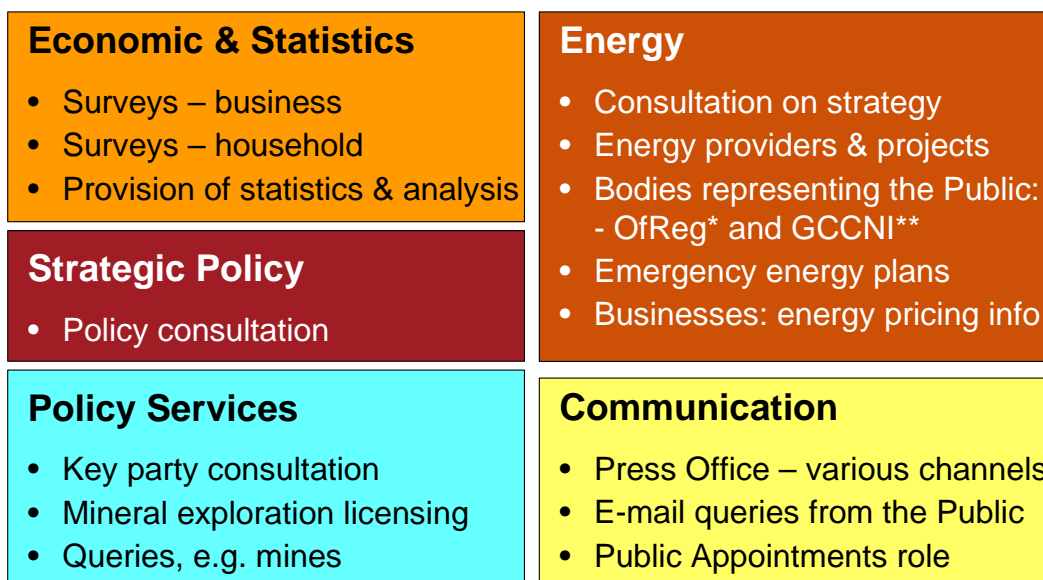 Economic & Statistics
• Surveys – business
• Surveys – household
• Provision of statistics & analysis
Strategic Policy
• Policy consultation
Policy Services
• Key party consultation
• Mineral exploration licensing
• Queries, e.g. mines
Energy
• Consultation on strategy
• Energy providers & projects
• Bodies representing the Public:
- OfReg* and GCCNI**
• Emergency energy plans
• Businesses: energy pricing info
Communication
• Press Office – various channels
• E-mail queries from the Public
• Public Appointments role